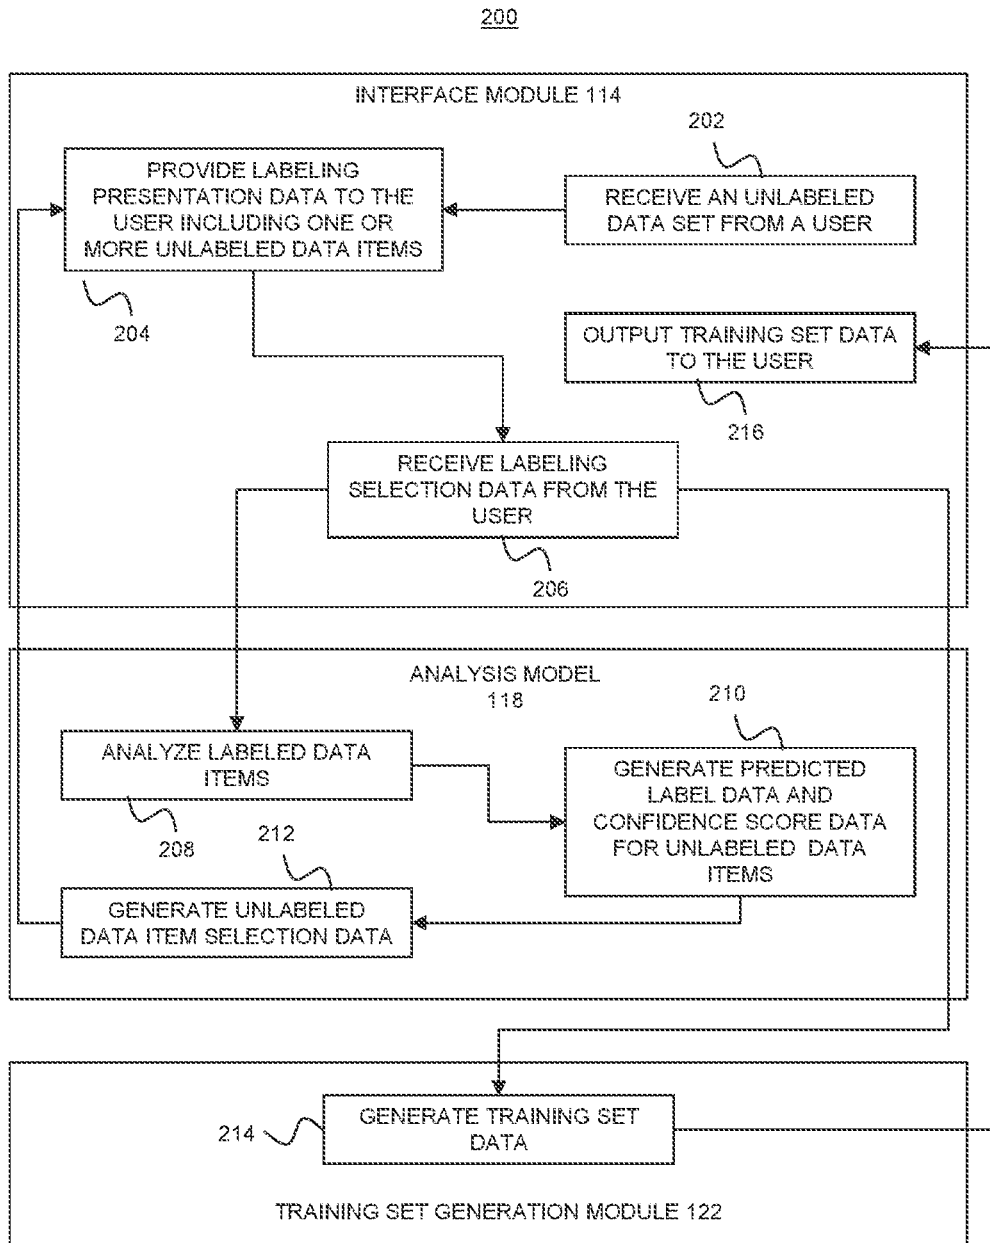 200
INTERFACE MODULE 114
202
PROVIDE LABELING
PRESENTATION DATA TO THE
USER INCLUDING ONE OR
MORE UNLABELED DATA ITEMS
RECEIVE AN UNLABELED
DATA SET FROM A USER
204
OUTPUT TRAINING SET DATA
TO THE USER
216
RECEIVE LABELING
SELECTION DATA FROM THE
USER
206
ANALYSIS MODEL
118
210
ANALYZE LABELED DATA
ITEMS
GENERATE PREDICTED
LABEL DATA AND
CONFIDENCE SCORE DATA
FOR UNLABELED DATA
ITEMS
208
212
GENERATE UNLABELED
DATA ITEM SELECTION DATA
214
GENERATE TRAINING SET
DATA
TRAINING SET GENERATION MODULE 122